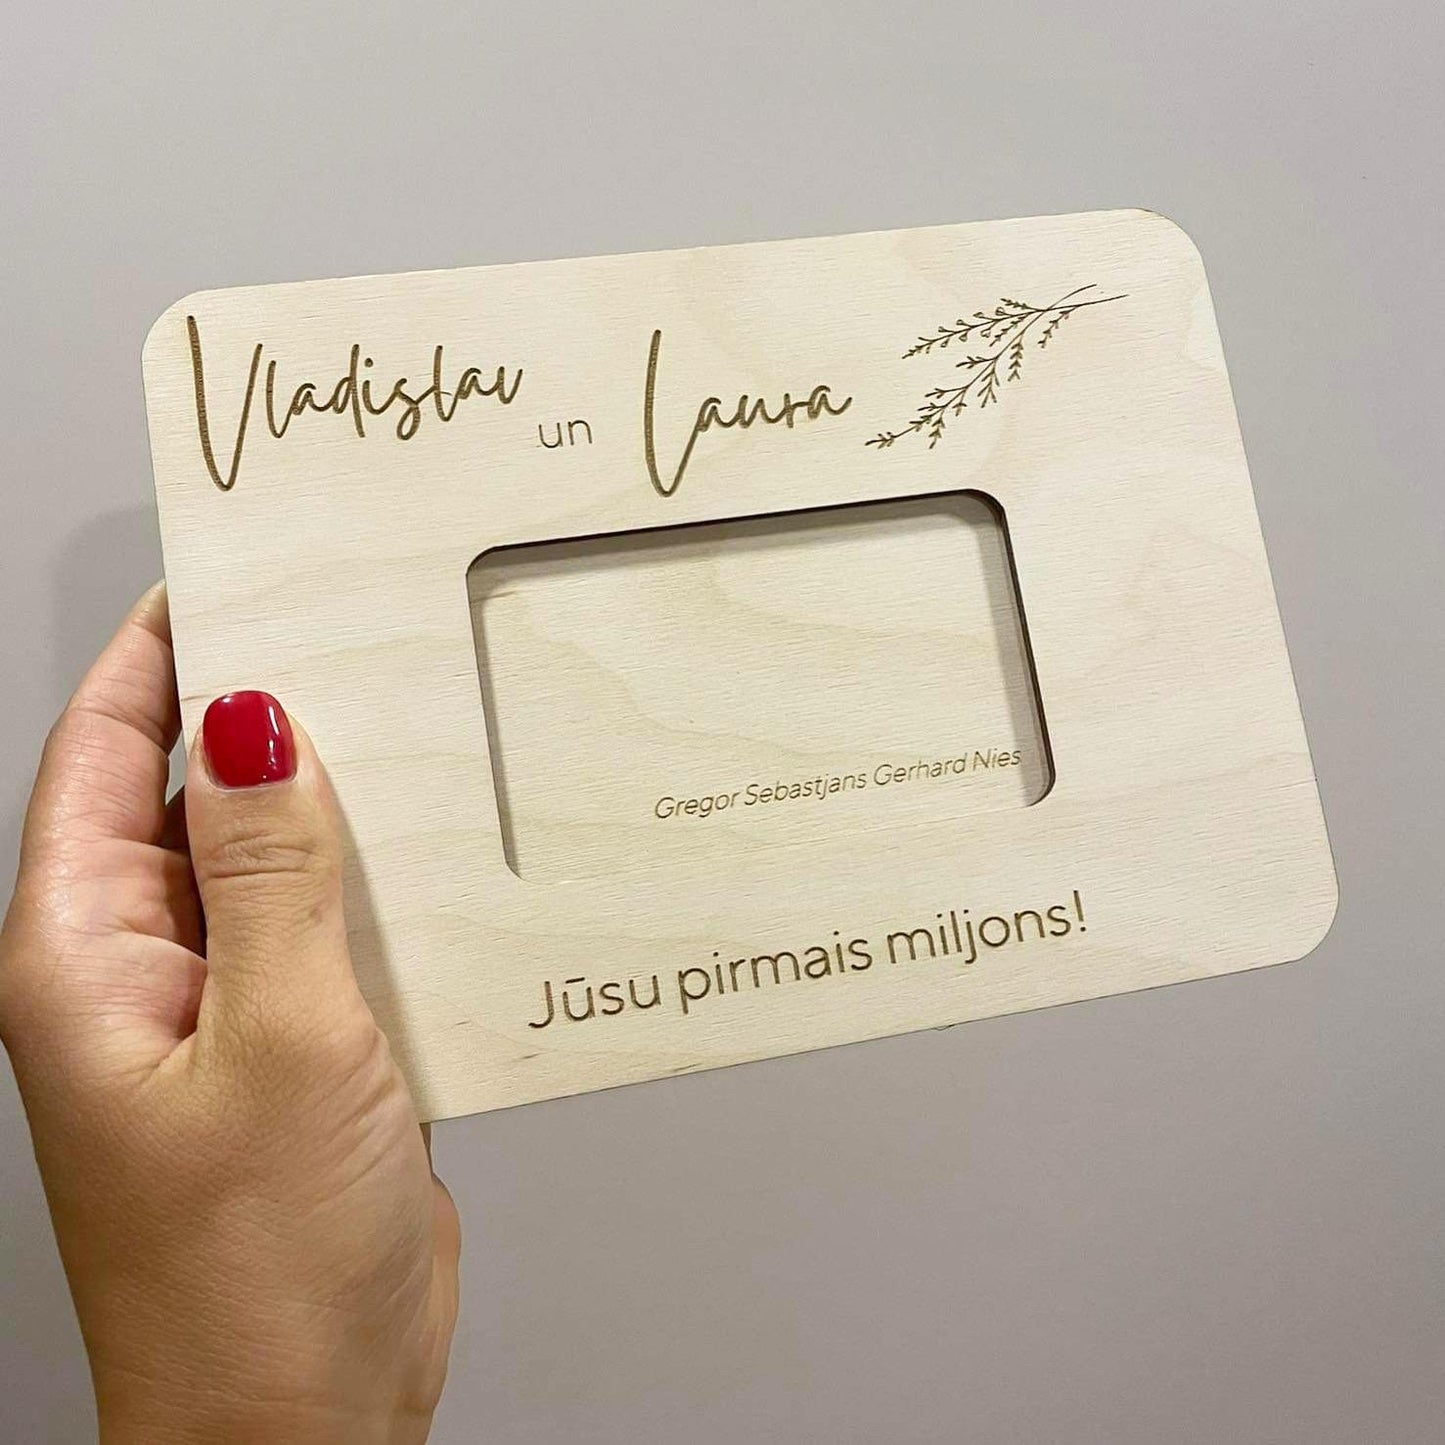 Vladislav un Laura
Gregor Sebastjans Gerhard Nies
Jūsu pirmais miljons!